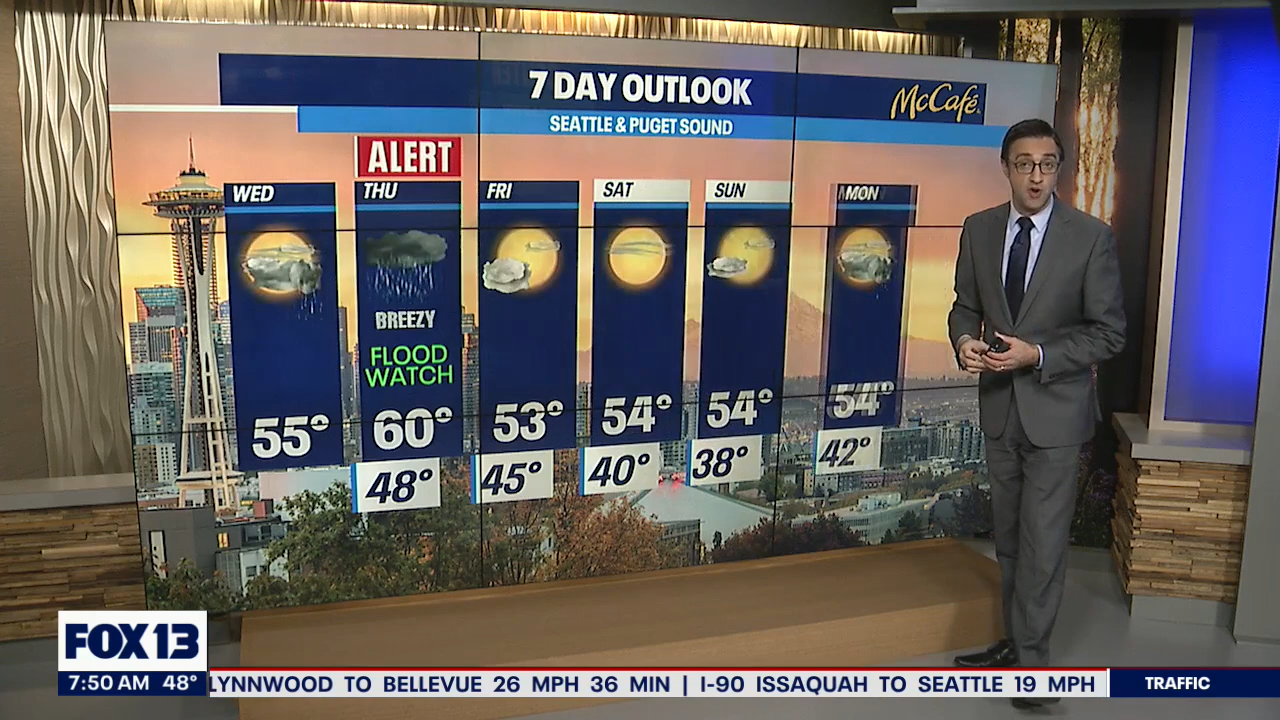 7 DAY OUTLOOK
McCafé
SEATTLE & PUGET SOUND
ALERT
WED
THU
FRI
SAT
SUN
MON
BREEZY
FLOOD
WATCH
55°
60°
53°
54°
54°
54°
48°
45°
40°
38°
42°
FOX 13
7:50 AM 48°
LYNNWOOD TO BELLEVUE 26 MPH 36 MIN | I-90 ISSAQUAH TO SEATTLE 19 MPH
TRAFFIC